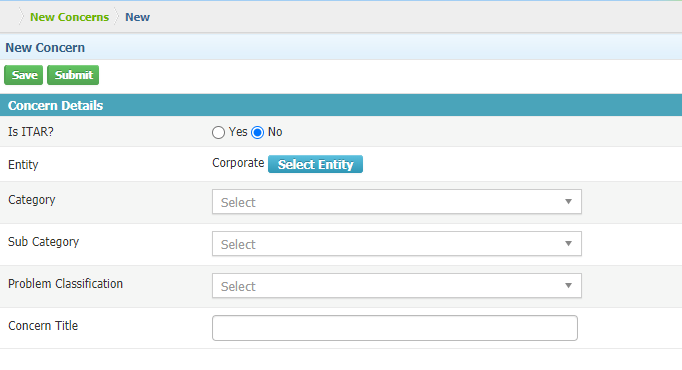 New Concerns New
New Concern
Save Submit
Concern Details
Is ITAR? Yes No
Entity Corporate Select Entity
Category Select
Sub Category Select
Problem Classification Select
Concern Title